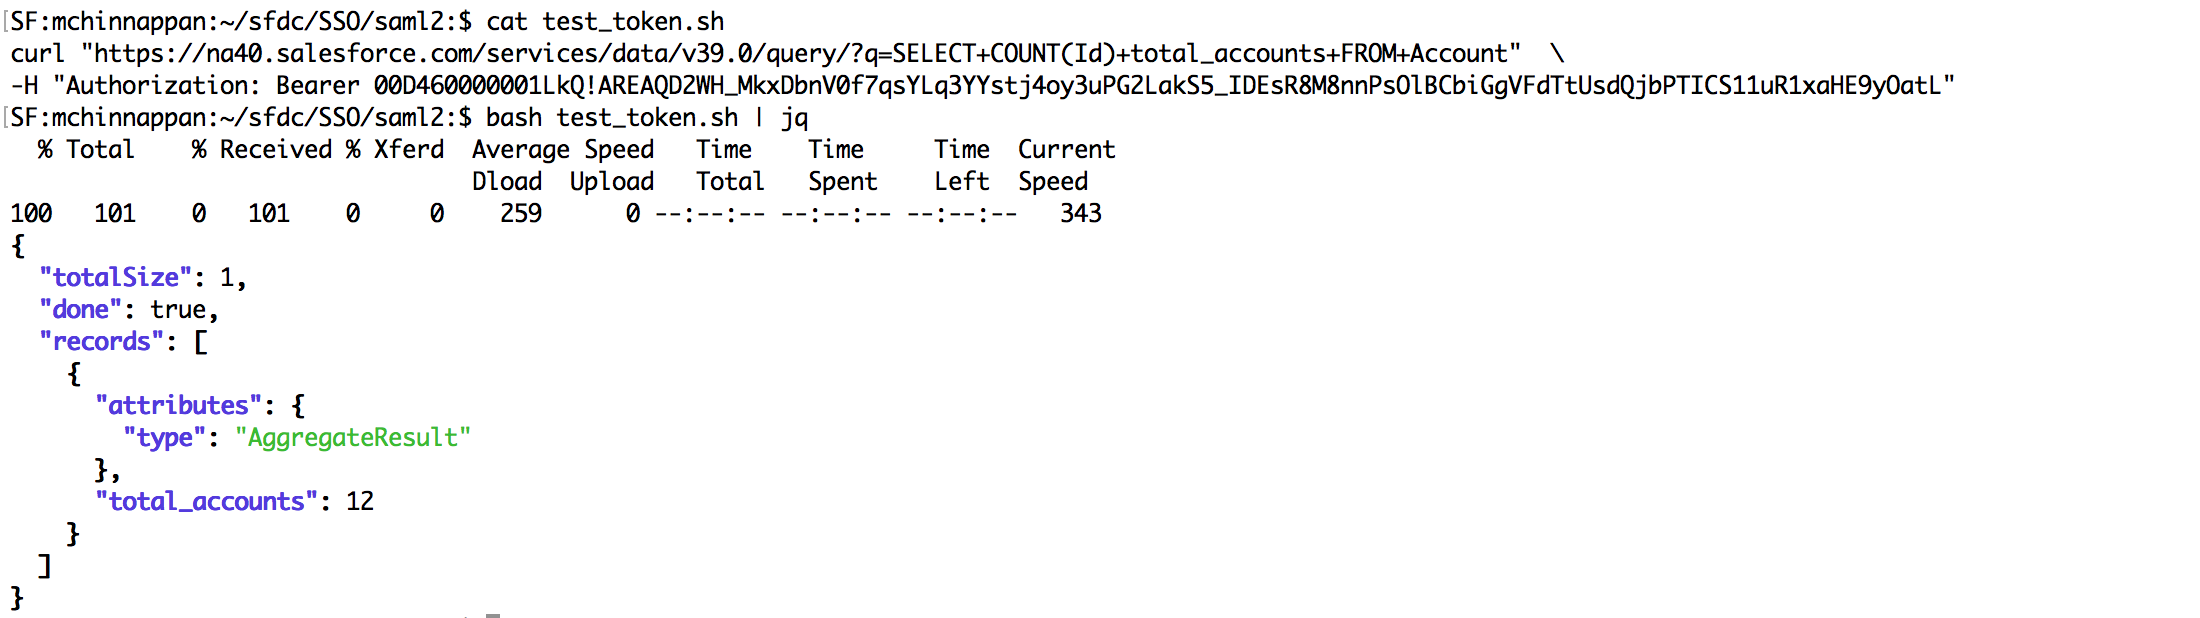 SF:mchinnappan:~/sfdc/SSO/saml2:$ cat test_token.sh
curl "https://na40.salesforce.com/services/data/v39.0/query/?q=SELECT+COUNT(Id)+total_accounts+FROM+Account"  \
-H "Authorization: Bearer 00D460000001LkQ!AREAQD2WH_MkxDbnV0f7qsYLq3YYstj4oy3uPG2LakS5_IDEsR8M8nnPsOlBCbiGgVFdTtUsdQjbPTICS11uR1xaHE9yOatL"
SF:mchinnappan:~/sfdc/SSO/saml2:$ bash test_token.sh | jq
  % Total    % Received % Xferd  Average Speed   Time    Time     Time  Current
                                 Dload  Upload   Total   Spent    Left  Speed
100   101    0   101    0     0    259      0 --:--:-- --:--:-- --:--:--   343
{
  "totalSize": 1,
  "done": true,
  "records": [
    {
      "attributes": {
        "type": "AggregateResult"
      },
      "total_accounts": 12
    }
  ]
}